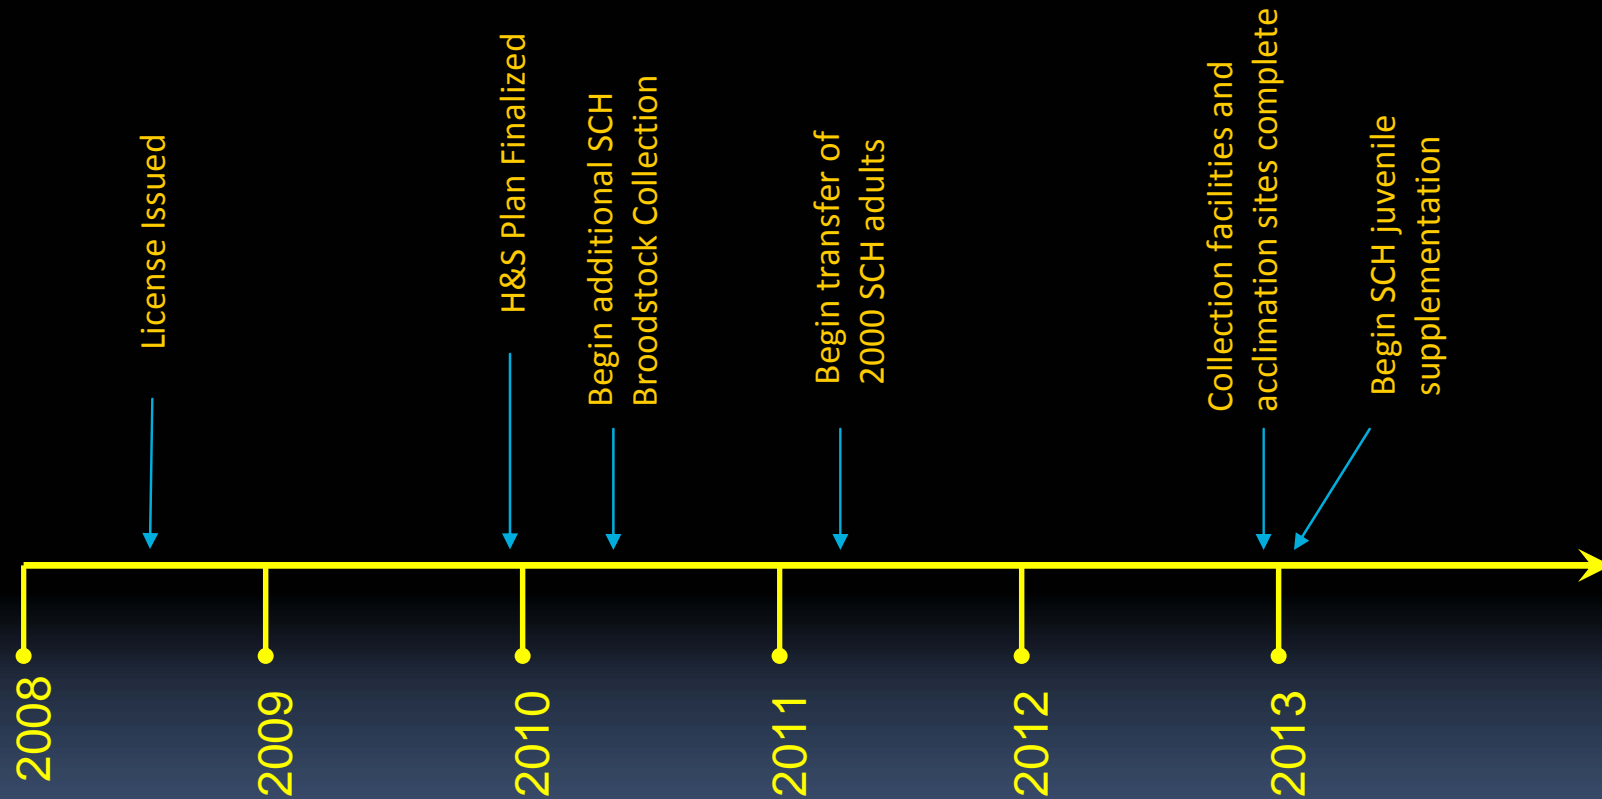 License Issued
H&S Plan Finalized
Begin additional SCH
Broodstock Collection
Begin transfer of
2000 SCH adults
Collection facilities and
acclimation sites complete
Begin SCH juvenile
supplementation
2008
2009
2010
2011
2012
2013